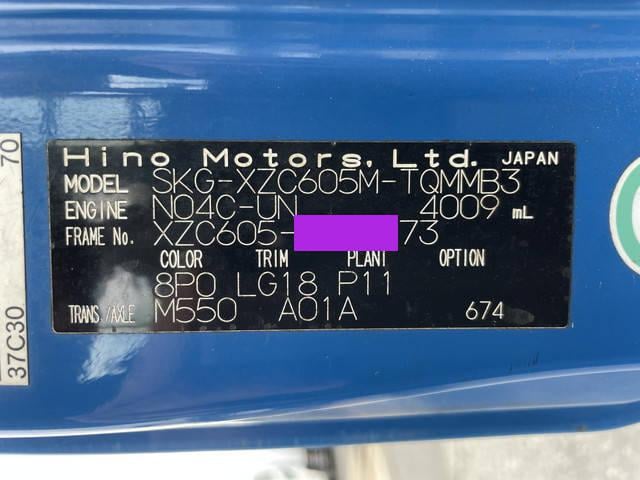 Hino Motors, Ltd. JAPAN
MODEL SKG-XZC605M-TQMMB3
ENGINE N04C-UN 4009 mL
FRAME No. XZC605- 73
COLOR TRIM PLANT OPTION
8P0 LG18 P11
TRANS./AXLE M550 A01A 674
37C30 70